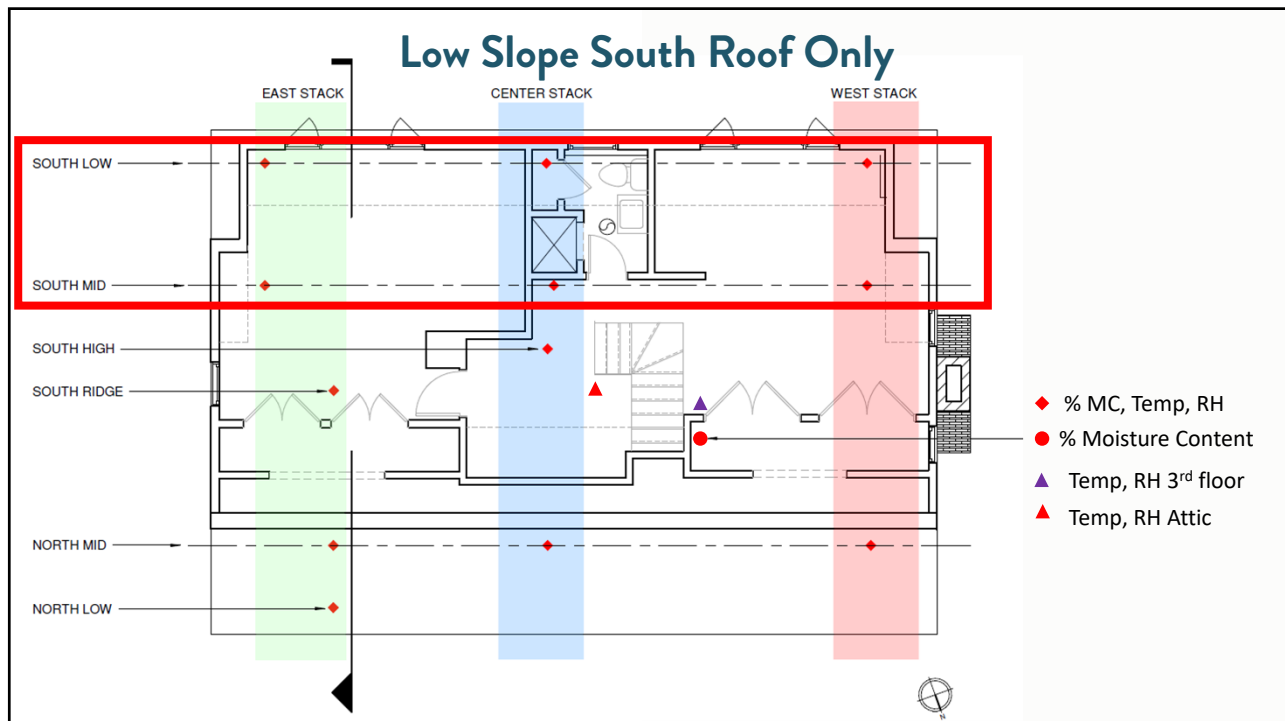 Low Slope South Roof Only
EAST STACK
CENTER STACK
WEST STACK
SOUTH LOW
SOUTH MID
SOUTH HIGH
SOUTH RIDGE
NORTH MID
NORTH LOW
% MC, Temp, RH
% Moisture Content
Temp, RH 3rd floor
Temp, RH Attic
S
N